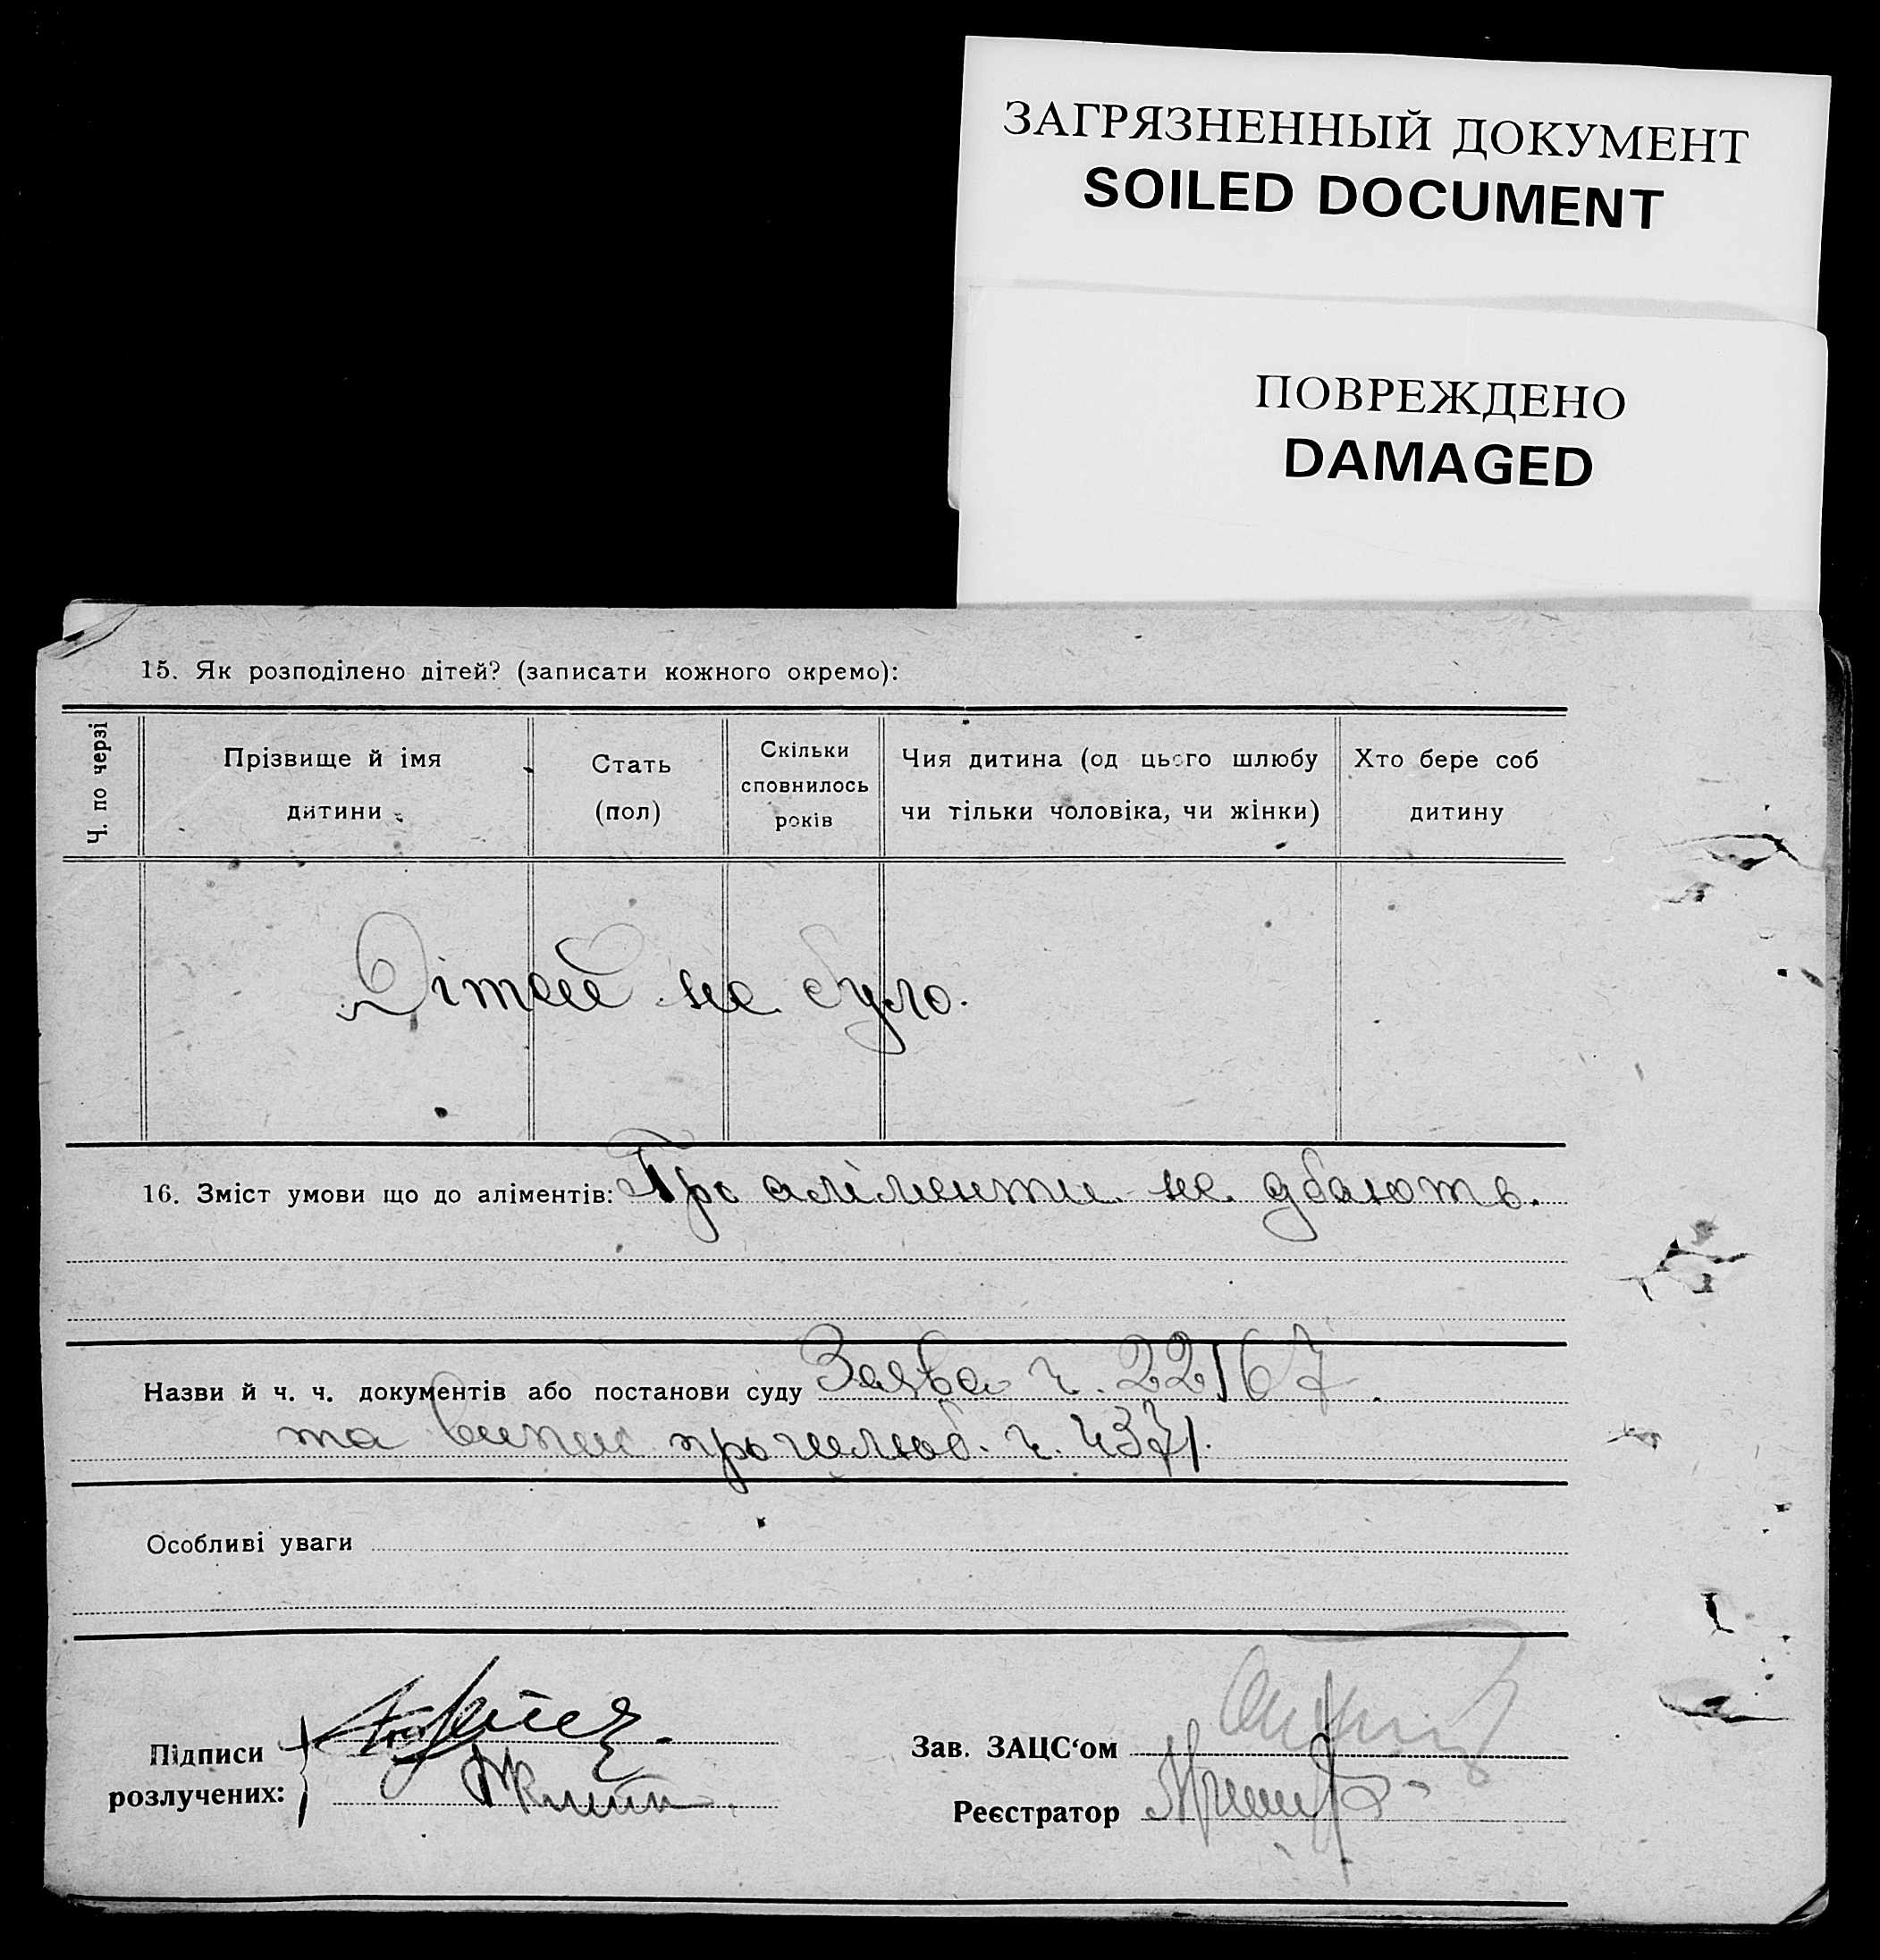 ЗАГРЯЗНЕННЫЙ ДОКУМЕНТ
SOILED DOCUMENT
ПОВРЕЖДЕНО
DAMAGED
15. Як розподілено дітей? (записати кожного окремо):
Ч. по черзі
Прізвище й імя
дитини
Стать
(пол)
Скільки
сповнилось
років
Чия дитина (од цього шлюбу
чи тільки чоловіка, чи жінки)
Хто бере соб
дитину
Дітей не було.
16. Зміст умови що до аліментів: Про аліменти не дбають.
Назви й ч. ч. документів або постанови суду Заява ч. 22167.
та випис про шлюб. ч. 4371.
Особливі уваги
Підписи
розлучених:
Зав. ЗАЦС‘ом
Реєстратор